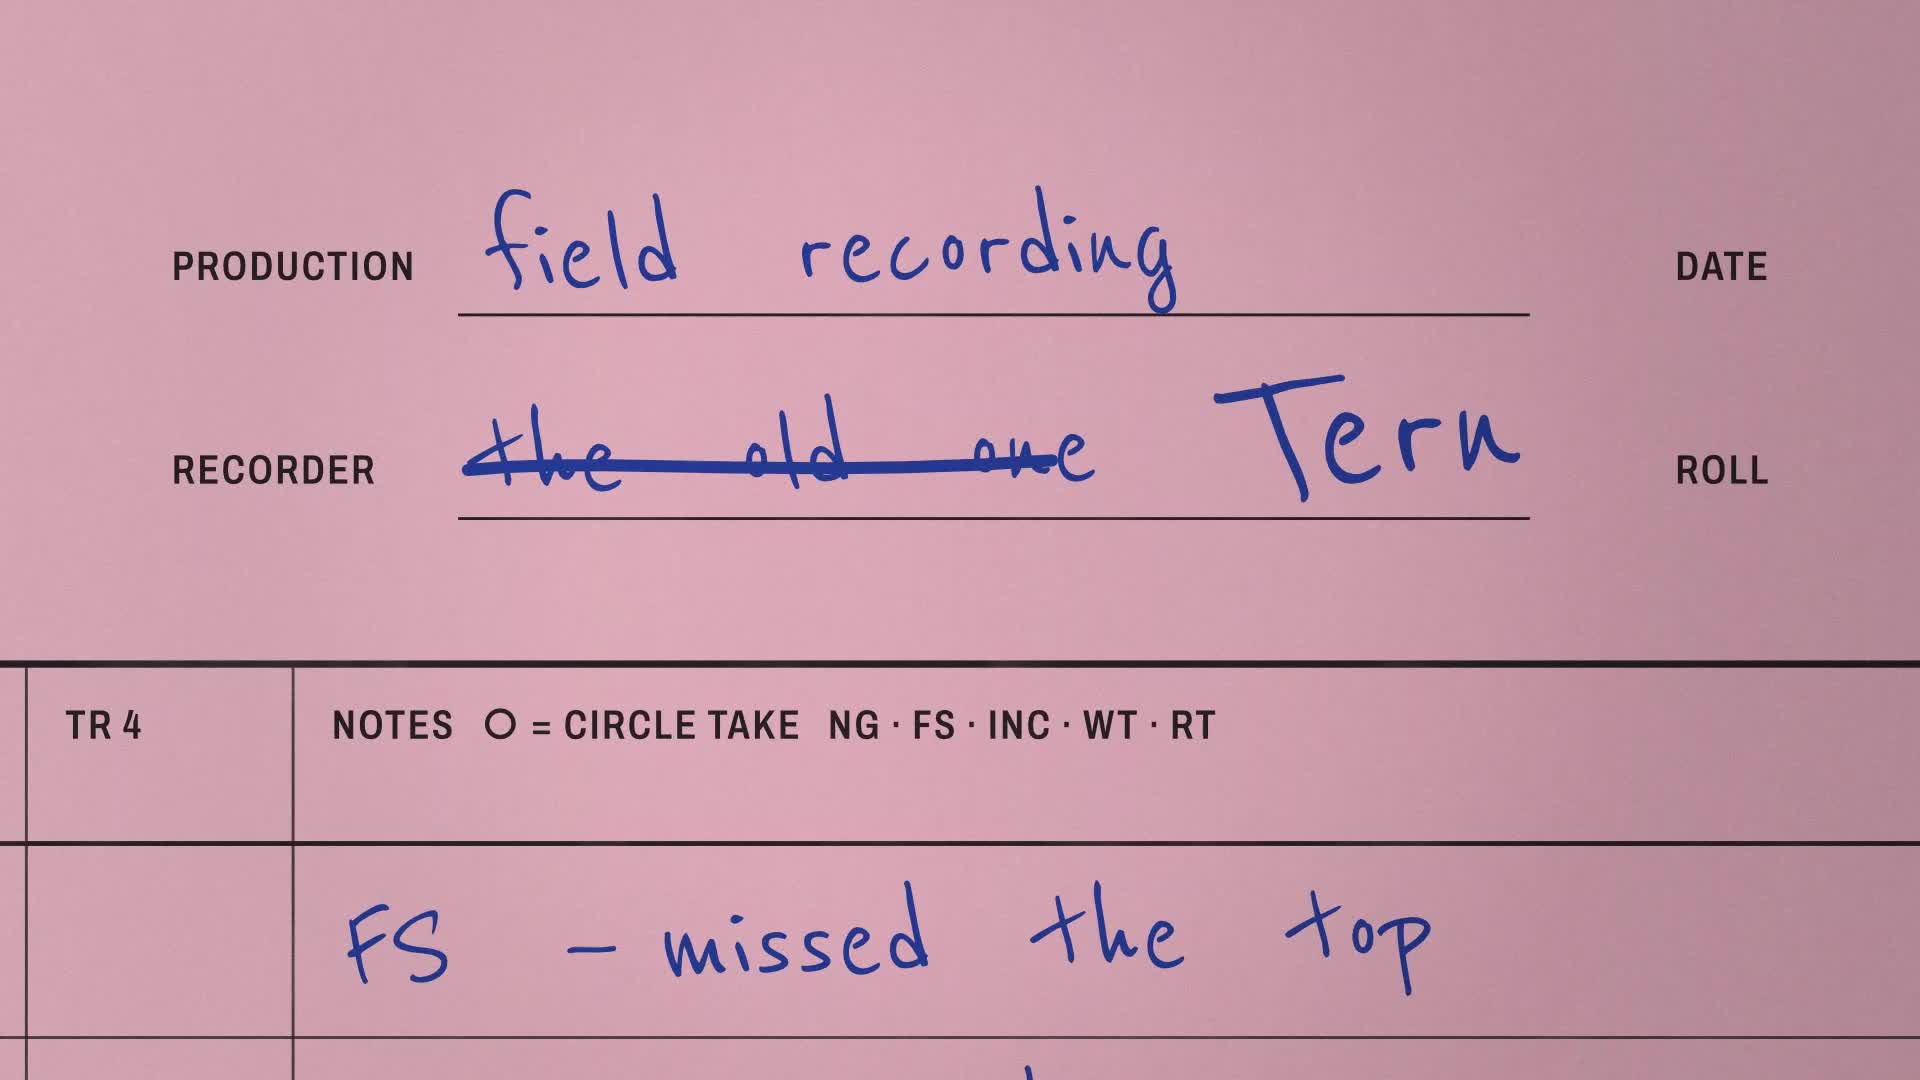 PRODUCTION field recording DATE
RECORDER the old one Tern ROLL
TR 4 NOTES O = CIRCLE TAKE NG · FS · INC · WT · RT
FS - missed the top